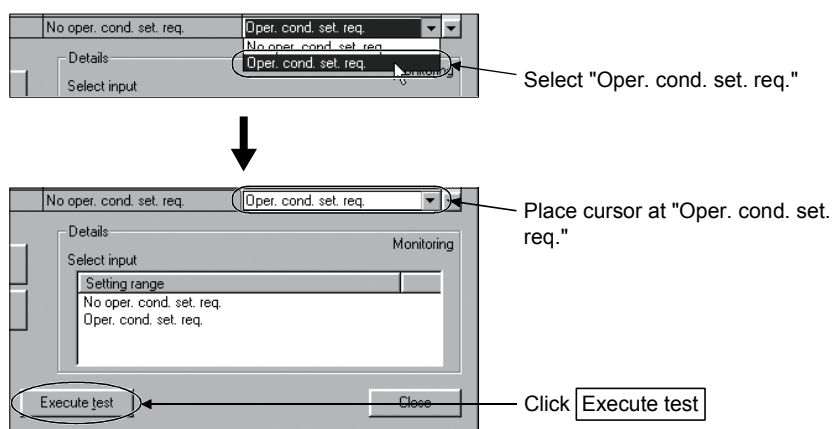 No oper. cond. set. req.
Oper. cond. set. req.
No oper. cond. set. req.
Oper. cond. set. req.
Details
Monitoring
Select input
Select "Oper. cond. set. req."
No oper. cond. set. req.
Oper. cond. set. req.
Place cursor at "Oper. cond. set.
req."
Details
Monitoring
Select input
Setting range
No oper. cond. set. req.
Oper. cond. set. req.
Execute test
Close
Click Execute test